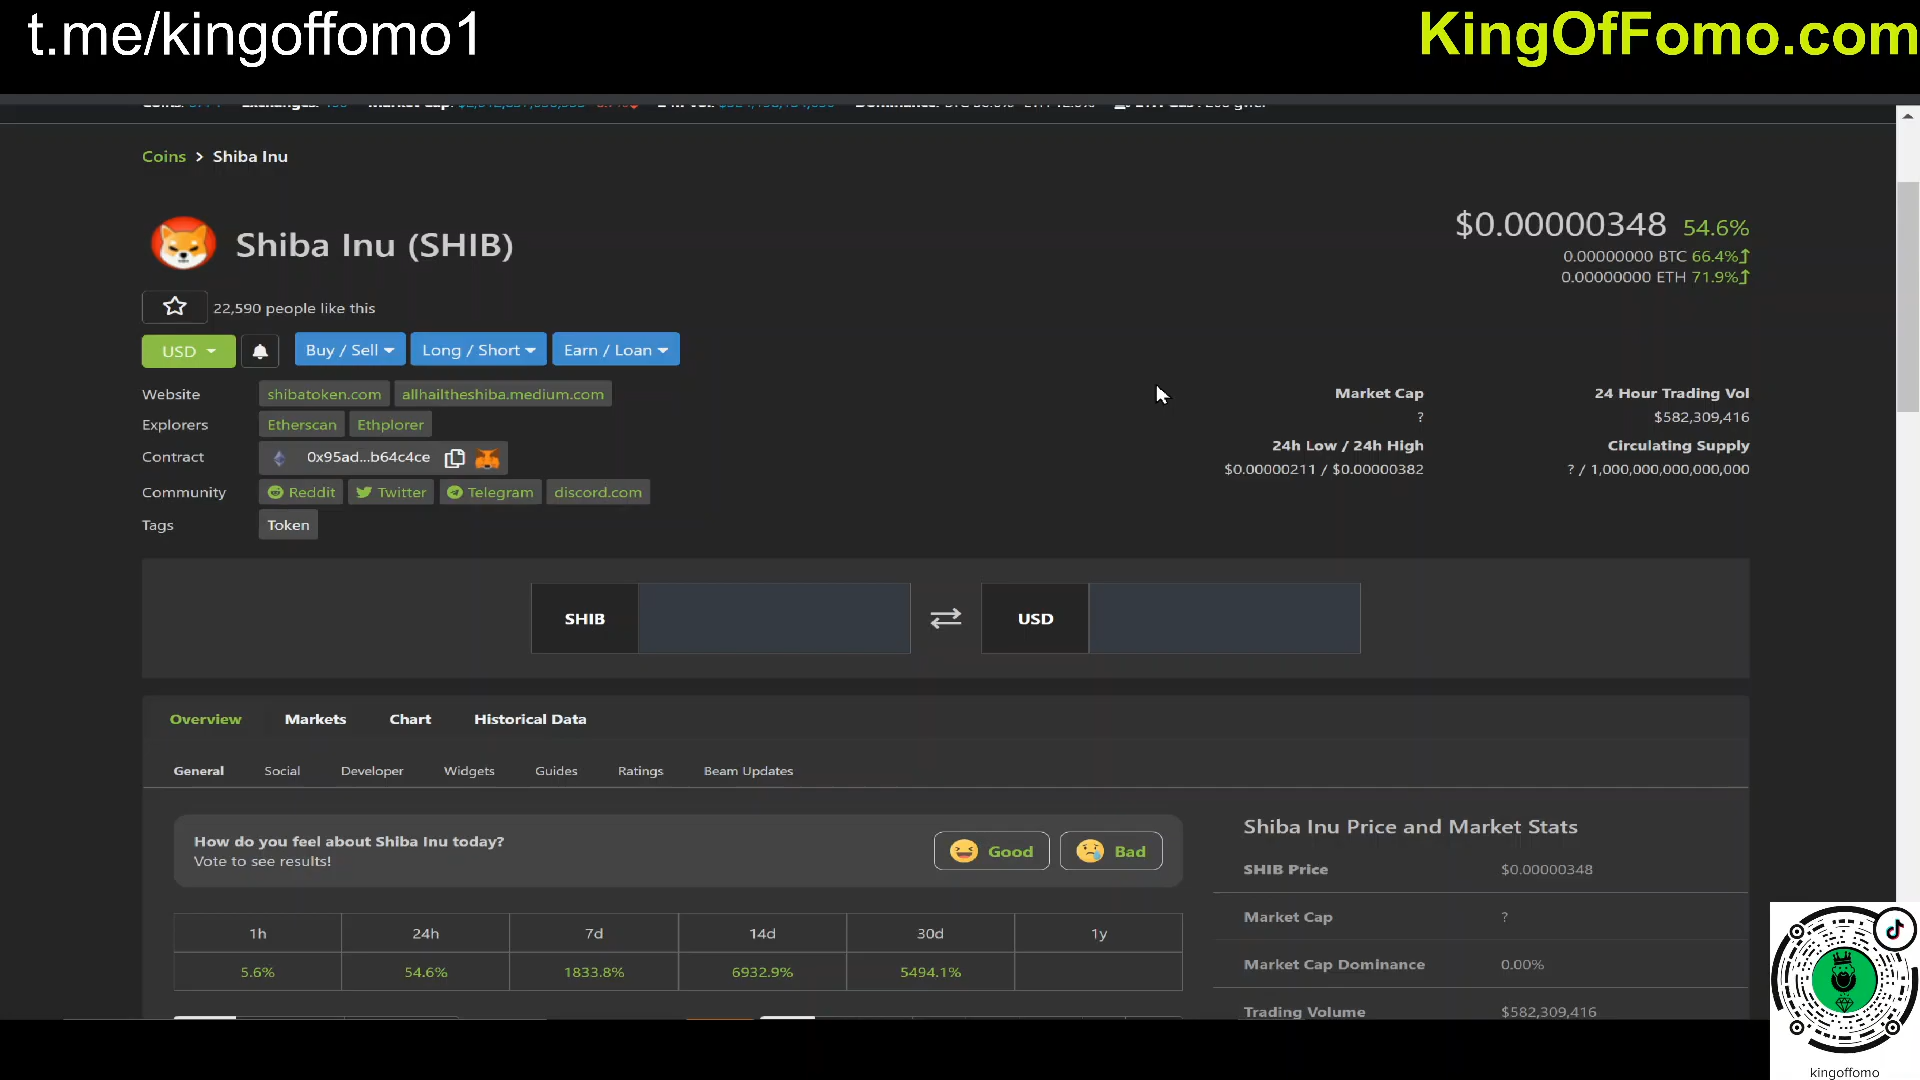 t.me/kingoffomo1
KingOfFomo.com
Coins > Shiba Inu
Shiba Inu (SHIB)
$0.00000348 54.6%
0.00000000 BTC 66.4%
0.00000000 ETH 71.9%
22,590 people like this
USD
Buy / Sell
Long / Short
Earn / Loan
Website shibatoken.com allhailtheshiba.medium.com
Explorers Etherscan Ethplorer
Contract 0x95ad...b64c4ce
Community Reddit Twitter Telegram discord.com
Tags Token
Market Cap
?
24 Hour Trading Vol
$582,309,416
24h Low / 24h High
$0.00000211 / $0.00000382
Circulating Supply
? / 1,000,000,000,000,000
SHIB
USD
Overview Markets Chart Historical Data
General Social Developer Widgets Guides Ratings Beam Updates
How do you feel about Shiba Inu today?
Vote to see results!
Good
Bad
1h 24h 7d 14d 30d 1y
5.6% 54.6% 1833.8% 6932.9% 5494.1%
Shiba Inu Price and Market Stats
SHIB Price $0.00000348
Market Cap ?
Market Cap Dominance 0.00%
Trading Volume $582,309,416
kingoffomo